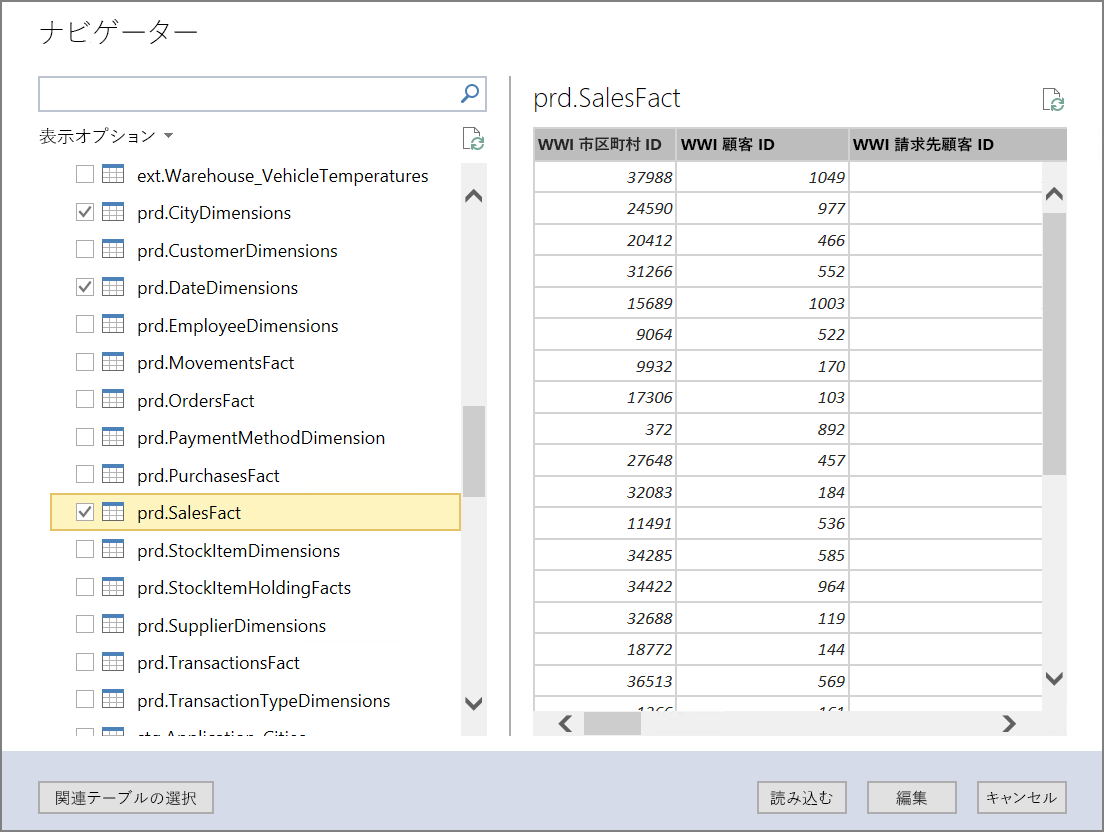 ナビゲーター
表示オプション
ext.Warehouse_VehicleTemperatures
prd.CityDimensions
prd.CustomerDimensions
prd.DateDimensions
prd.EmployeeDimensions
prd.MovementsFact
prd.OrdersFact
prd.PaymentMethodDimension
prd.PurchasesFact
prd.SalesFact
prd.StockItemDimensions
prd.StockItemHoldingFacts
prd.SupplierDimensions
prd.TransactionsFact
prd.TransactionTypeDimensions
prd.SalesFact
WWI 市区町村 ID WWI 顧客 ID WWI 請求先顧客 ID
37988 1049
24590 977
20412 466
31266 552
15689 1003
9064 522
9932 170
17306 103
372 892
27648 457
32083 184
11491 536
34285 585
34422 964
32688 119
18772 144
36513 569
関連テーブルの選択 読み込む 編集 キャンセル